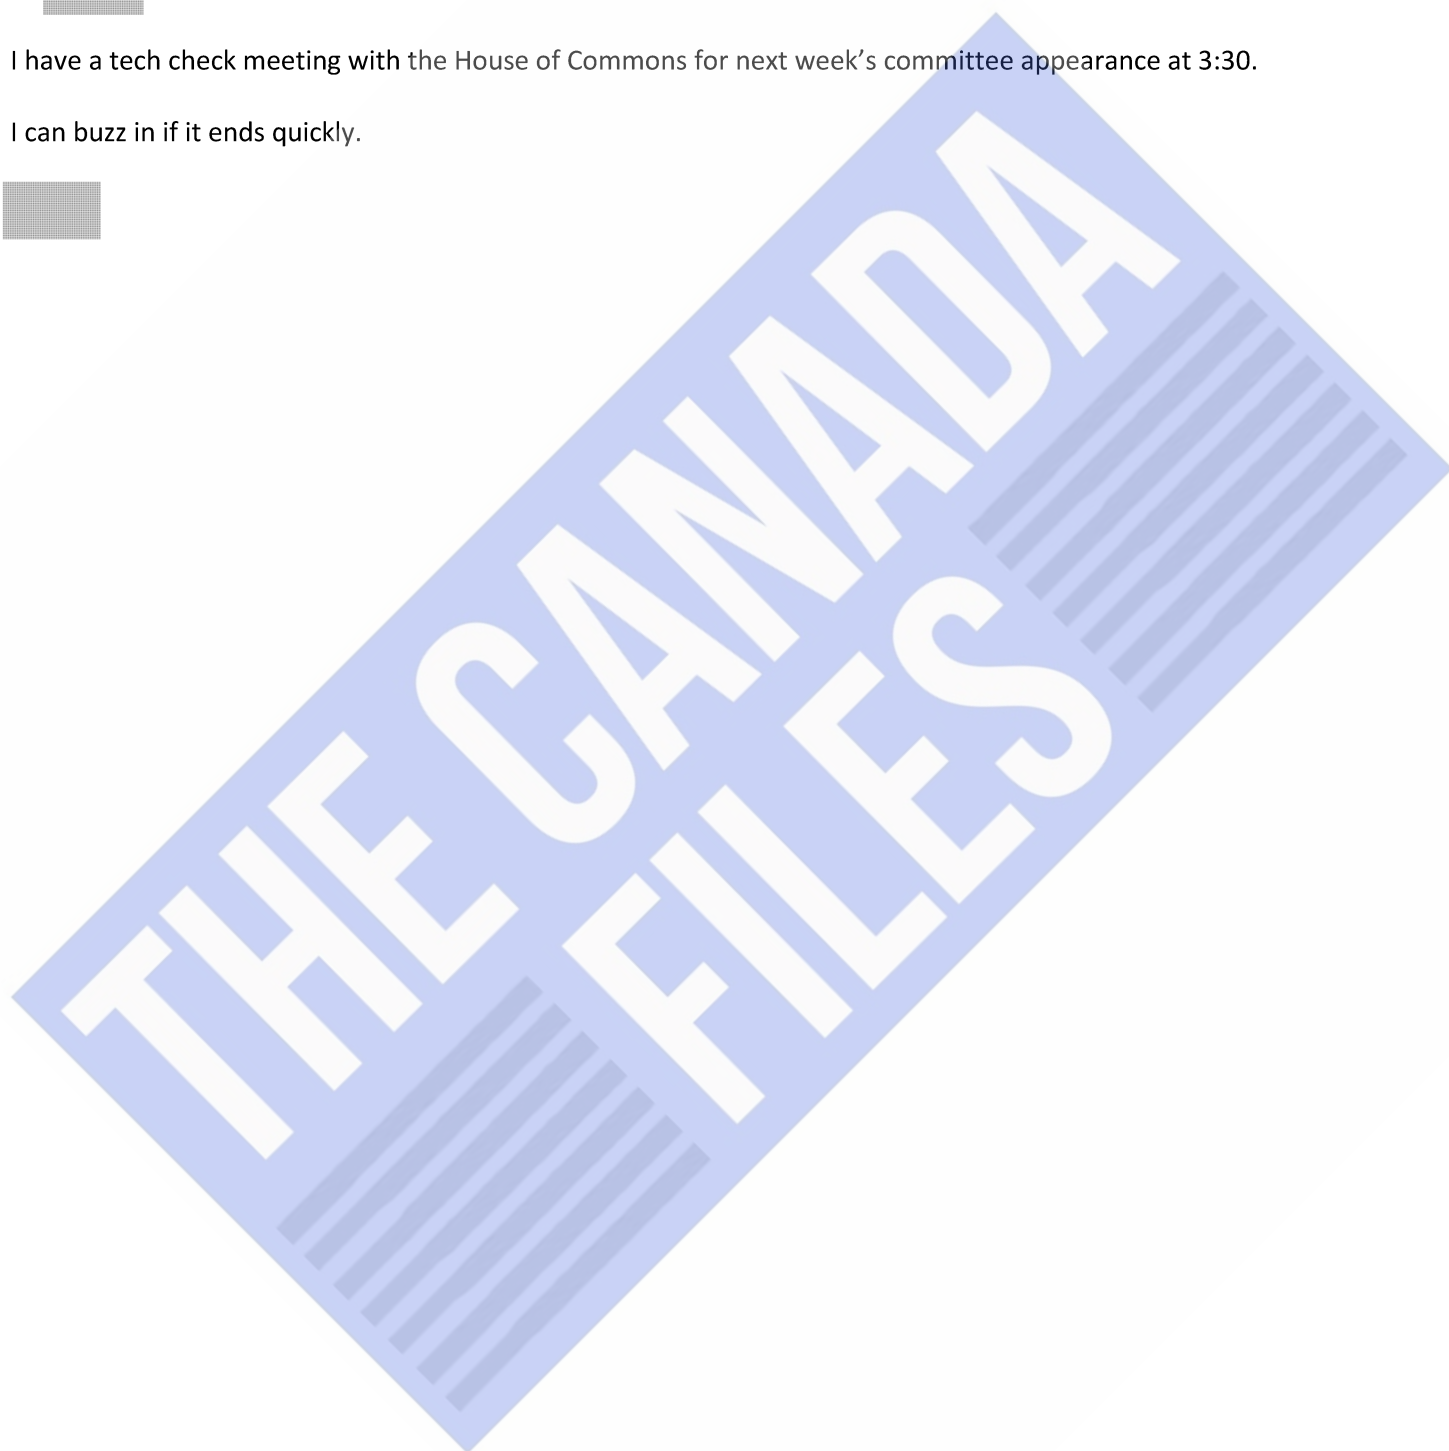 I have a tech check meeting with the House of Commons for next week’s committee appearance at 3:30.
I can buzz in if it ends quickly.
THE CANADA
FILES